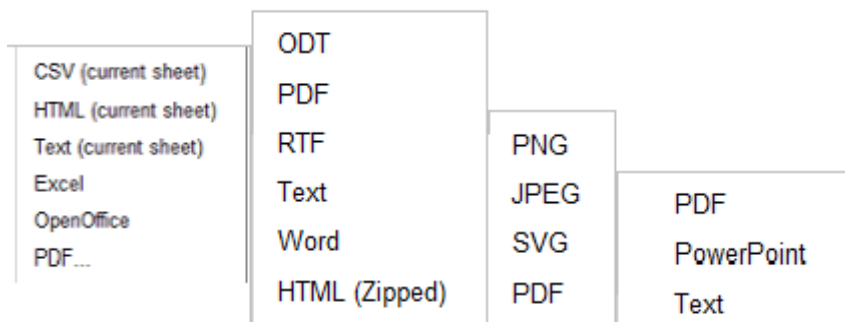 CSV (current sheet)
HTML (current sheet)
Text (current sheet)
Excel
OpenOffice
PDF...
ODT
PDF
RTF
Text
Word
HTML (Zipped)
PNG
JPEG
SVG
PDF
PDF
PowerPoint
Text